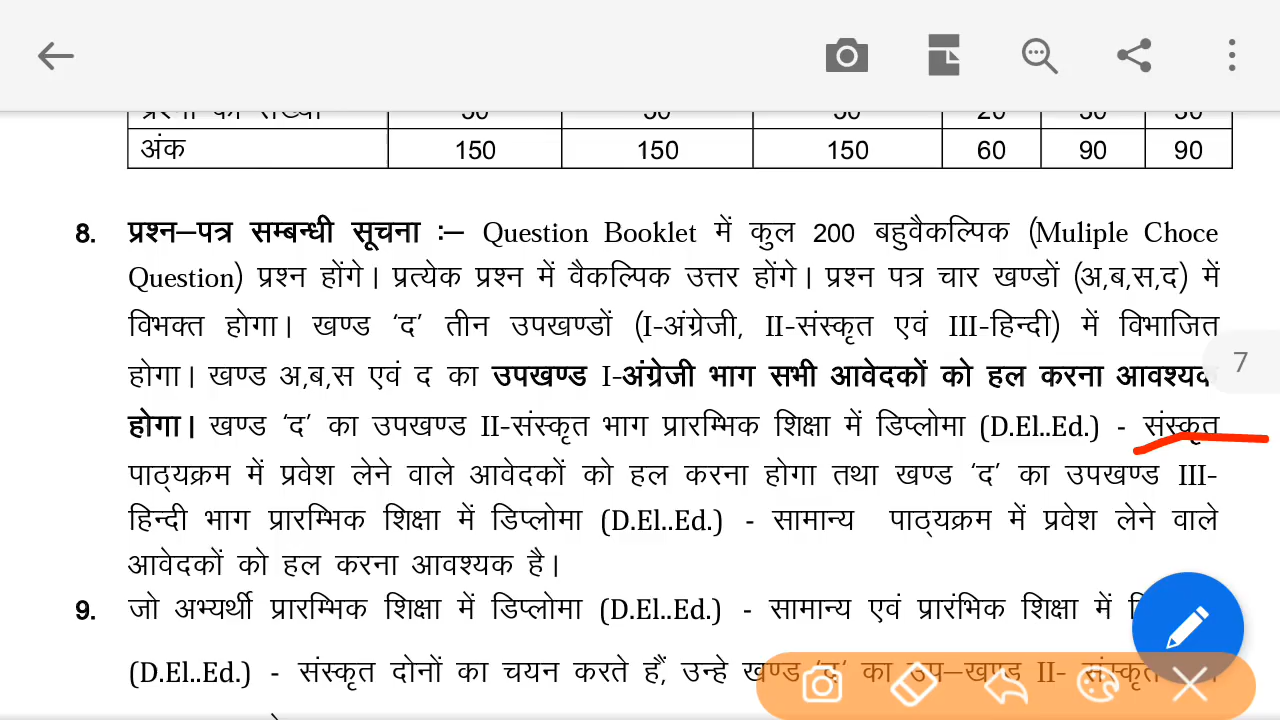 अंक 150 150 150 60 90 90
8. प्रश्न–पत्र सम्बन्धी सूचना :– Question Booklet में कुल 200 बहुवैकल्पिक (Muliple Choce
Question) प्रश्न होंगे। प्रत्येक प्रश्न में वैकल्पिक उत्तर होंगे। प्रश्न पत्र चार खण्डों (अ,ब,स,द) में
विभक्त होगा। खण्ड ‘द’ तीन उपखण्डों (I-अंग्रेजी, II-संस्कृत एवं III-हिन्दी) में विभाजित
7
होगा। खण्ड अ,ब,स एवं द का उपखण्ड I-अंग्रेजी भाग सभी आवेदकों को हल करना आवश्यक
होगा। खण्ड ‘द’ का उपखण्ड II-संस्कृत भाग प्रारम्भिक शिक्षा में डिप्लोमा (D.El..Ed.) - संस्कृत
पाठ्यक्रम में प्रवेश लेने वाले आवेदकों को हल करना होगा तथा खण्ड ‘द’ का उपखण्ड III-
हिन्दी भाग प्रारम्भिक शिक्षा में डिप्लोमा (D.El..Ed.) - सामान्य पाठ्यक्रम में प्रवेश लेने वाले
आवेदकों को हल करना आवश्यक है।
9. जो अभ्यर्थी प्रारम्भिक शिक्षा में डिप्लोमा (D.El..Ed.) - सामान्य एवं प्रारंभिक शिक्षा में
(D.El..Ed.) - संस्कृत दोनों का चयन करते हैं, उन्हे खण्ड ‘द’ का उप–खण्ड II- संस्कृत